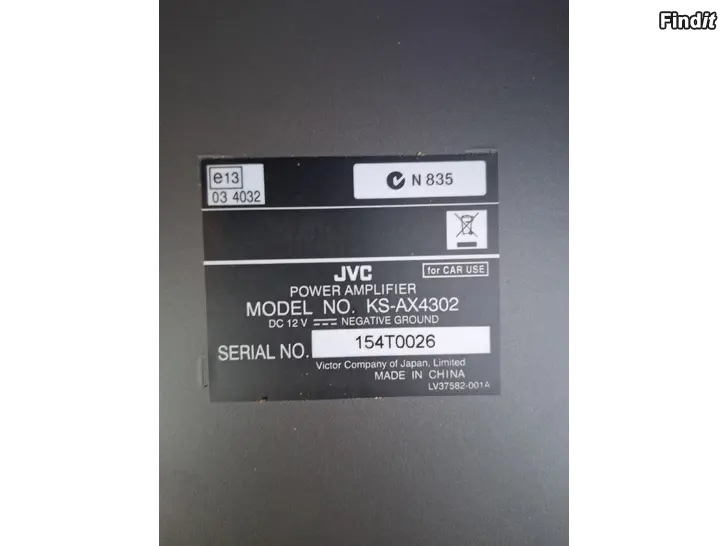 Findit
e13
N 835
03 4032
JVC
for CAR USE
POWER AMPLIFIER
MODEL NO. KS-AX4302
DC 12 V NEGATIVE GROUND
SERIAL NO. 154T0026
Victor Company of Japan, Limited
MADE IN CHINA
LV37582-001A